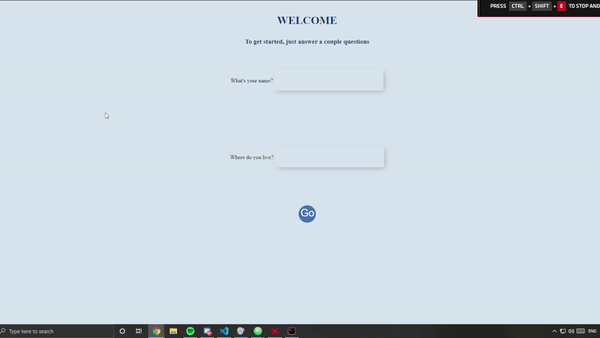 PRESS CTRL + SHIFT + E TO STOP AND
WELCOME
To get started, just answer a couple questions
What's your name?
Where do you live?
Go
Type here to search
ENG